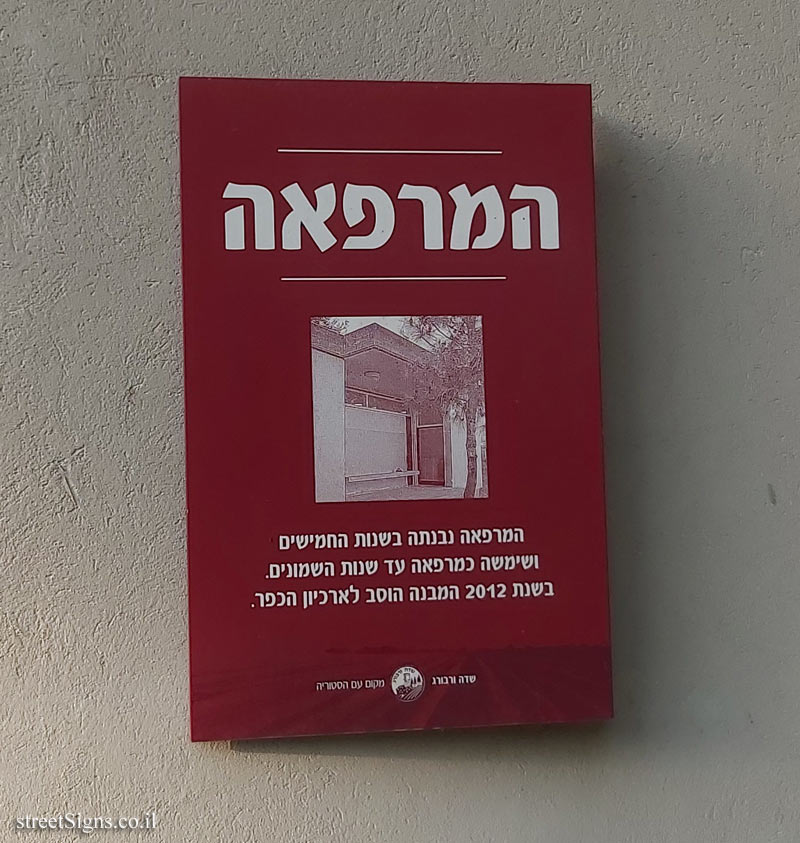 המרפאה
המרפאה נבנתה בשנות החמישים
ושימשה כמרפאה עד שנות השמונים.
בשנת 2012 המבנה הוסב לארכיון הכפר.
שדה ורבורג
מקום עם הסטוריה
streetSigns.co.il